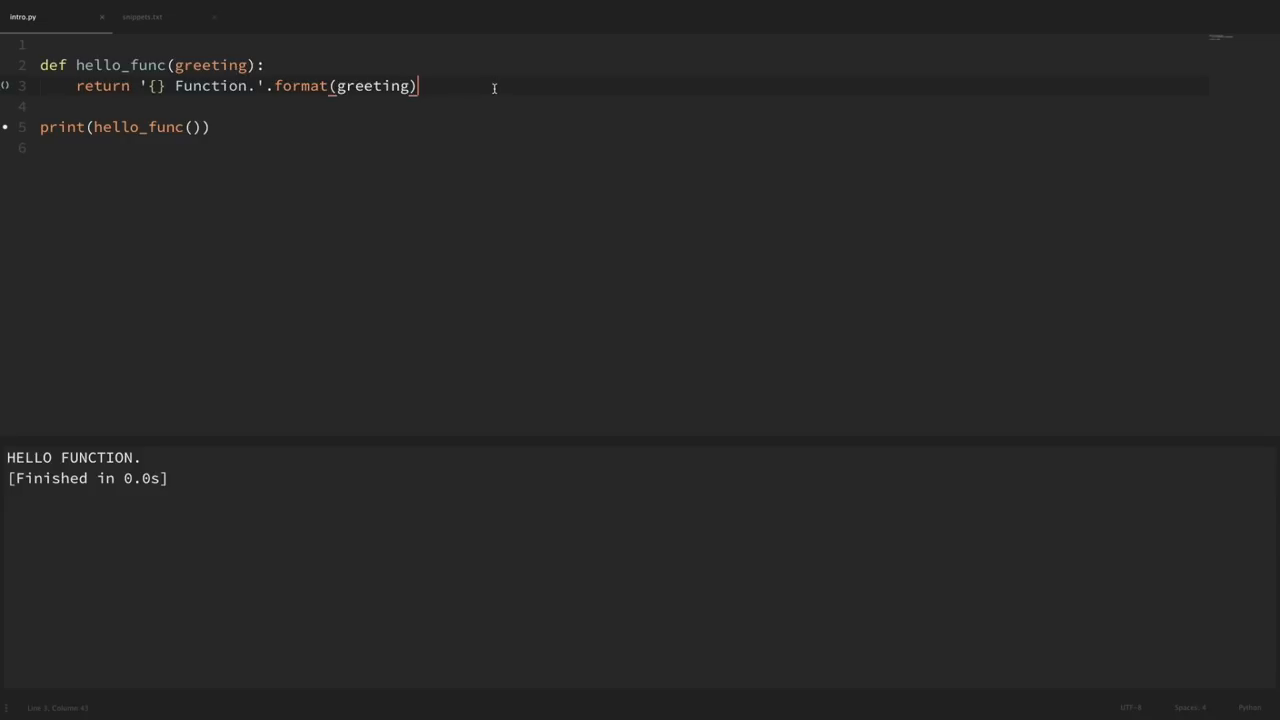 intro.py × snippets.txt ×
1
2 def hello_func(greeting):
() 3 return '{} Function.'.format(greeting)
4
• 5 print(hello_func())
6
HELLO FUNCTION.
[Finished in 0.0s]
Line 3, Column 43 UTF-8 Spaces: 4 Python